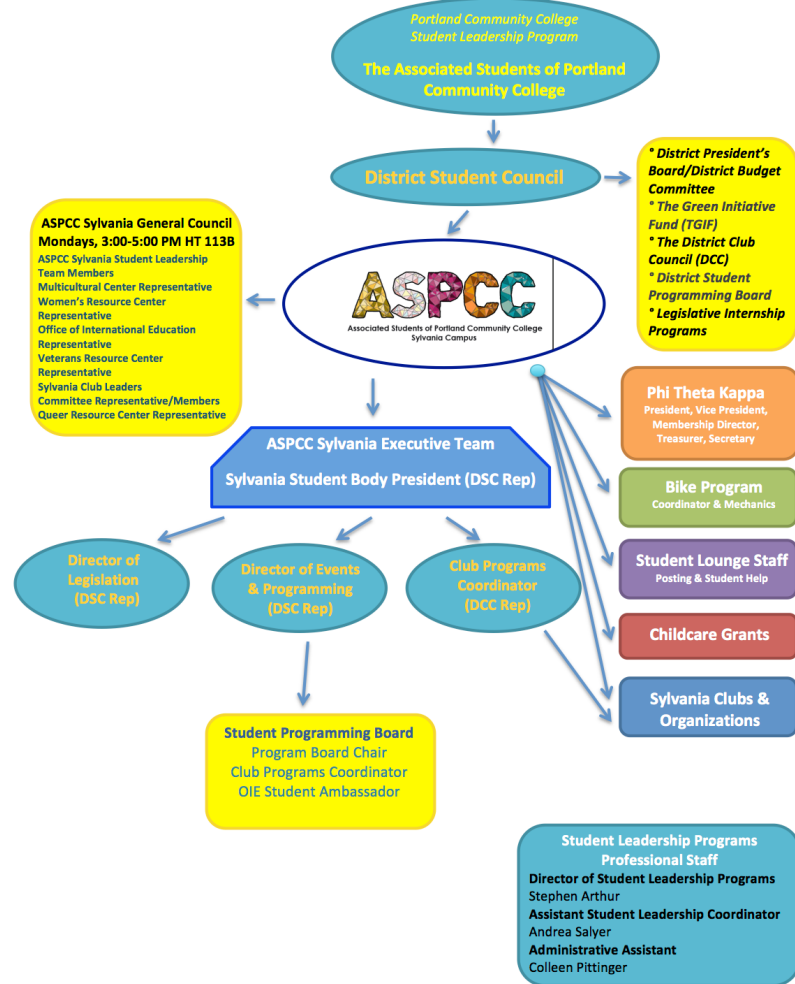 Portland Community College
Student Leadership Program
The Associated Students of Portland
Community College
District Student Council
° District President's
Board/District Budget
Committee
° The Green Initiative
Fund (TGIF)
° The District Club
Council (DCC)
° District Student
Programming Board
° Legislative Internship
Programs
ASPCC Sylvania General Council
Mondays, 3:00-5:00 PM HT 113B
ASPCC Sylvania Student Leadership
Team Members
Multicultural Center Representative
Women's Resource Center
Representative
Office of International Education
Representative
Veterans Resource Center
Representative
Sylvania Club Leaders
Committee Representative/Members
Queer Resource Center Representative
ASPCC
Associated Students of Portland Community College
Sylvania Campus
Phi Theta Kappa
President, Vice President,
Membership Director,
Treasurer, Secretary
Bike Program
Coordinator & Mechanics
Student Lounge Staff
Posting & Student Help
Childcare Grants
Sylvania Clubs &
Organizations
ASPCC Sylvania Executive Team
Sylvania Student Body President (DSC Rep)
Director of
Legislation
(DSC Rep)
Director of Events
& Programming
(DSC Rep)
Club Programs
Coordinator
(DCC Rep)
Student Programming Board
Program Board Chair
Club Programs Coordinator
OIE Student Ambassador
Student Leadership Programs
Professional Staff
Director of Student Leadership Programs
Stephen Arthur
Assistant Student Leadership Coordinator
Andrea Salyer
Administrative Assistant
Colleen Pittinger